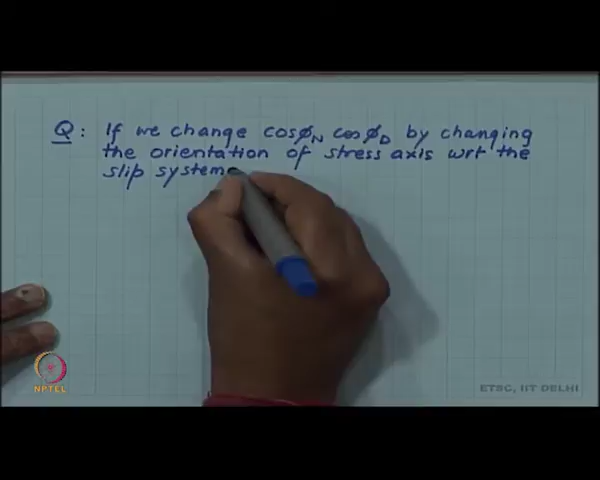 Q: If we change cosϕN cosϕD by changing
the orientation of stress axis wrt the
slip system
NPTEL
ETSC, IIT DELHI